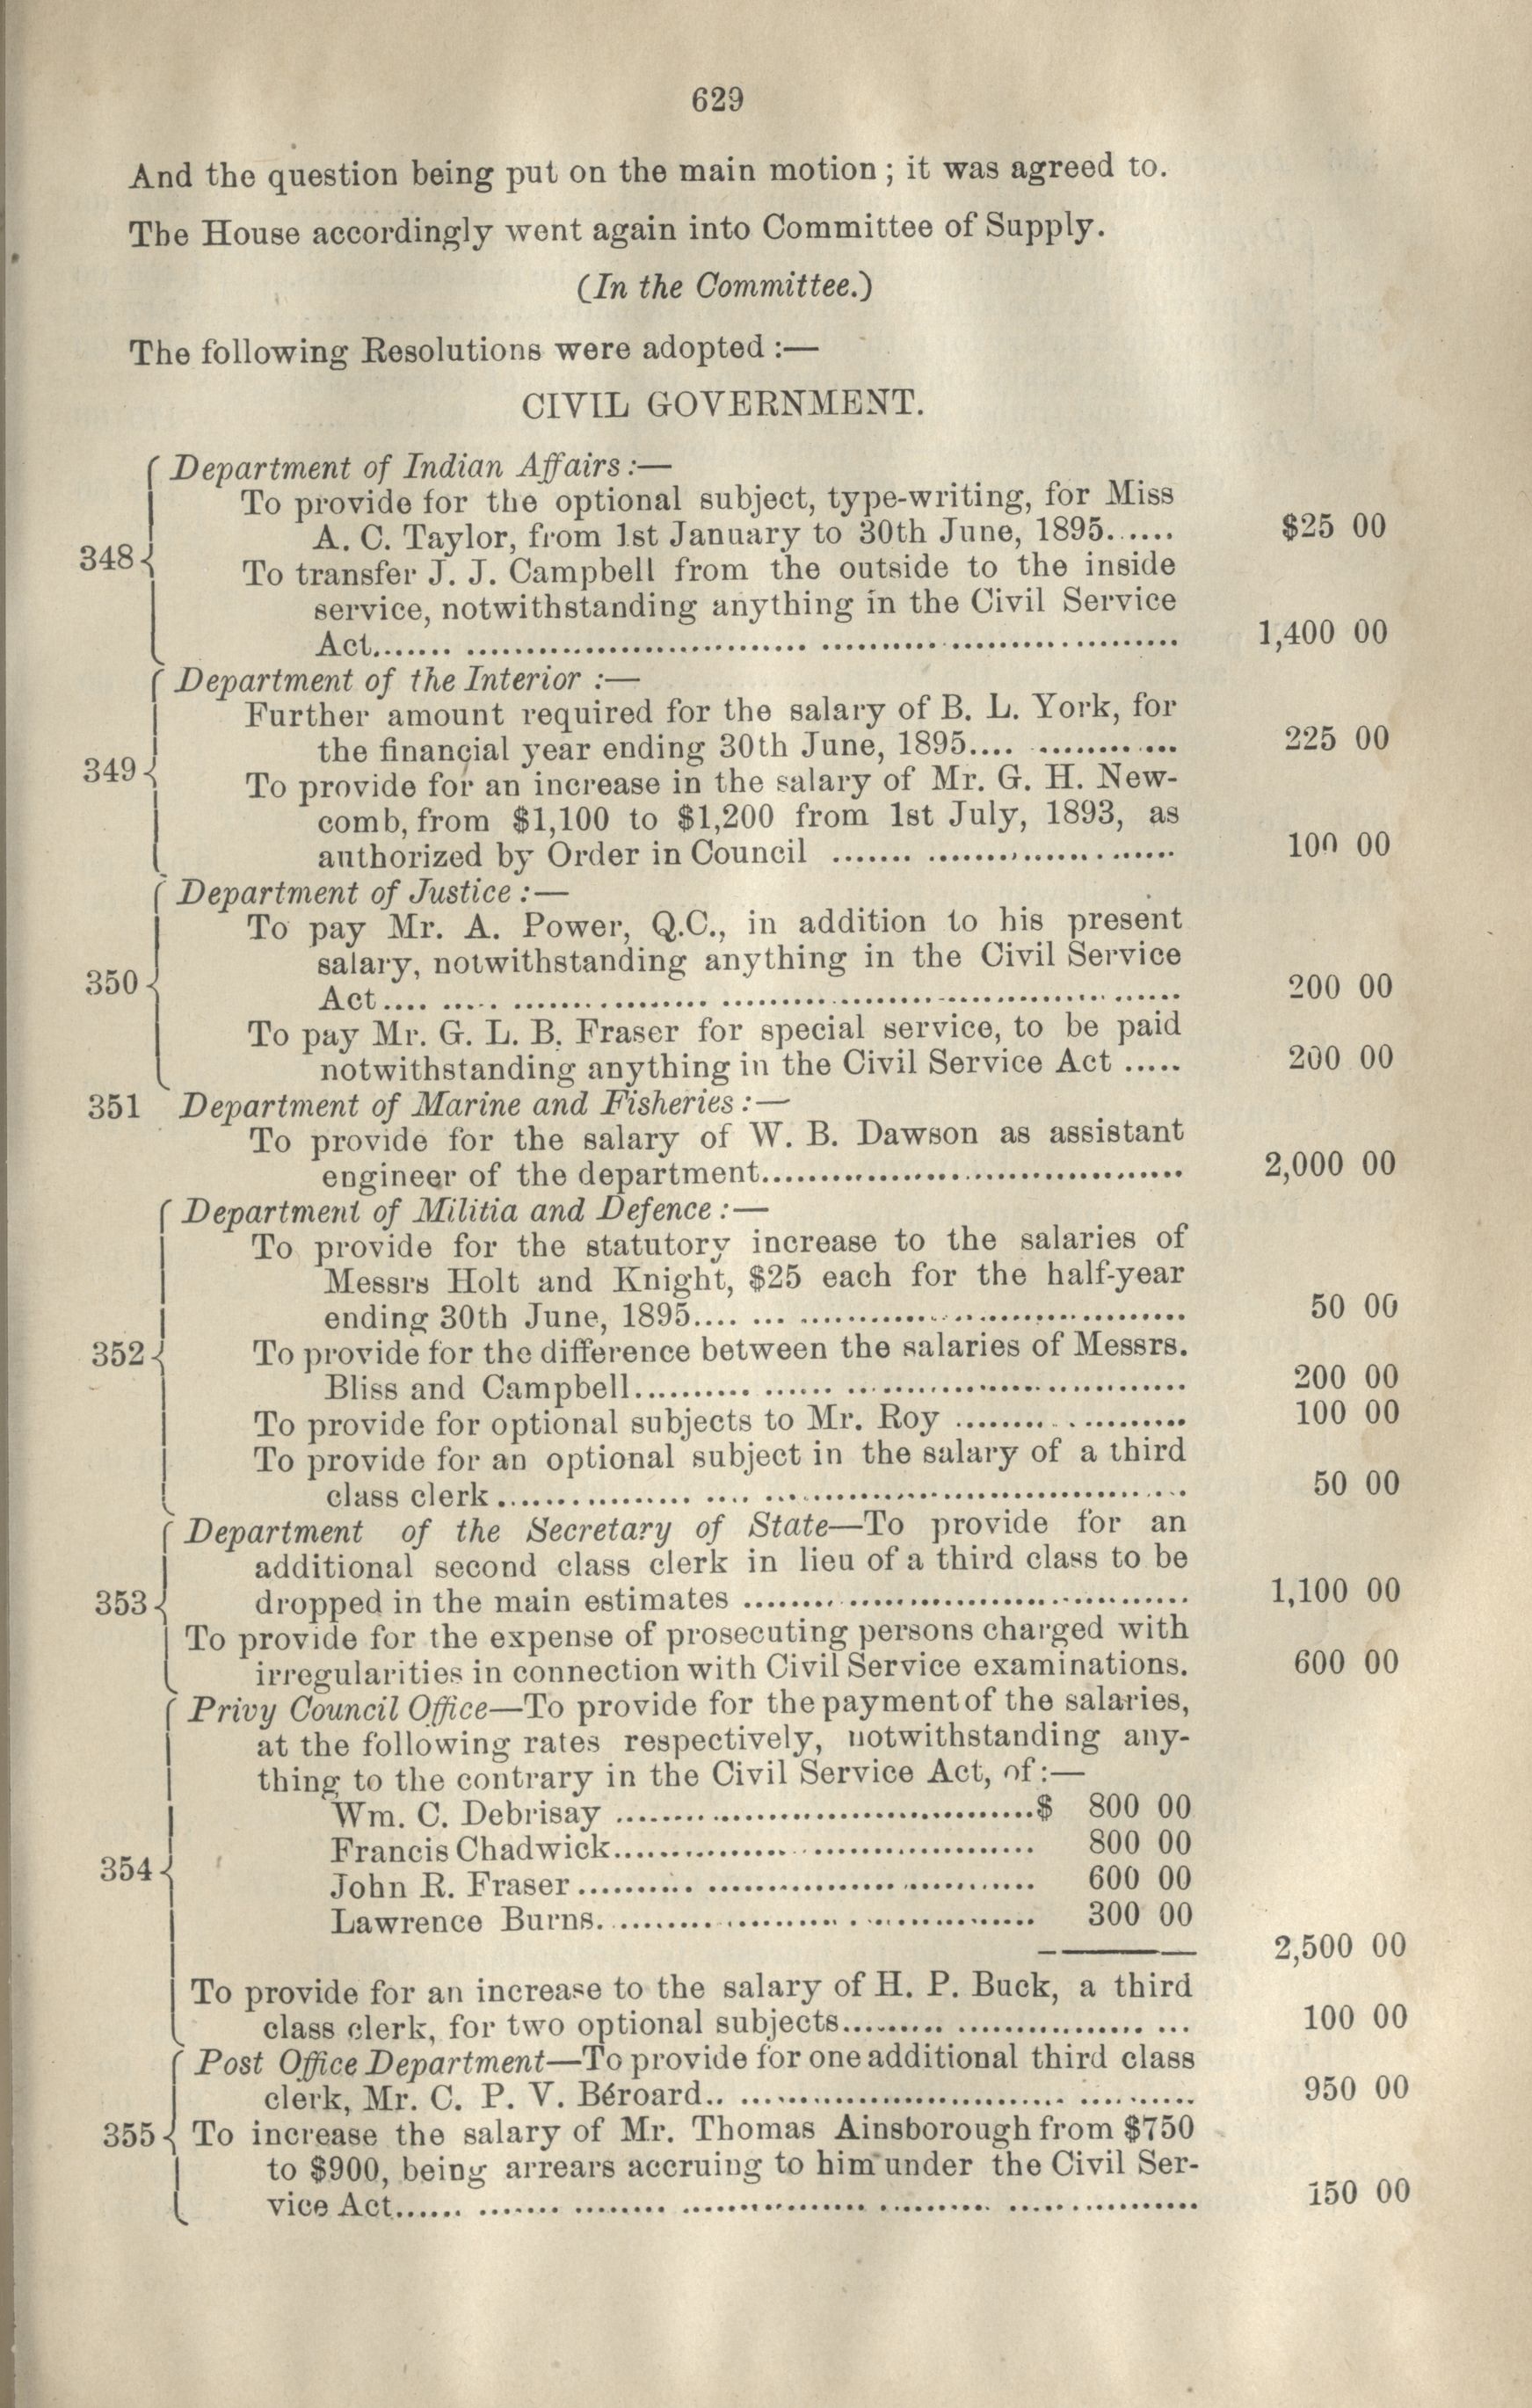 629
And the question being put on the main motion; it was agreed to.
The House accordingly went again into Committee of Supply.
(In the Committee.)
The following Resolutions were adopted :—
CIVIL GOVERNMENT.
Department of Indian Affairs :—
To provide for the optional subject, type-writing, for Miss
A. C. Taylor, from 1st January to 30th June, 1895...... $25 00
348 To transfer J. J. Campbell from the outside to the inside
service, notwithstanding anything in the Civil Service
Act.......... 1,400 00
Department of the Interior :—
Further amount required for the salary of B. L. York, for
the financial year ending 30th June, 1895.... .......... 225 00
349 To provide for an increase in the salary of Mr. G. H. New-
comb, from $1,100 to $1,200 from 1st July, 1893, as
authorized by Order in Council .......... 100 00
Department of Justice :—
To pay Mr. A. Power, Q.C., in addition to his present
salary, notwithstanding anything in the Civil Service
350 Act.......... 200 00
To pay Mr. G. L. B. Fraser for special service, to be paid
notwithstanding anything in the Civil Service Act ..... 200 00
351 Department of Marine and Fisheries :—
To provide for the salary of W. B. Dawson as assistant
engineer of the department.......... 2,000 00
Department of Militia and Defence :—
To provide for the statutory increase to the salaries of
Messrs Holt and Knight, $25 each for the half-year
ending 30th June, 1895.......... 50 00
352 To provide for the difference between the salaries of Messrs.
Bliss and Campbell.......... 200 00
To provide for optional subjects to Mr. Roy .......... 100 00
To provide for an optional subject in the salary of a third
class clerk .......... 50 00
Department of the Secretary of State—To provide for an
additional second class clerk in lieu of a third class to be
353 dropped in the main estimates .......... 1,100 00
To provide for the expense of prosecuting persons charged with
irregularities in connection with Civil Service examinations. 600 00
Privy Council Office—To provide for the payment of the salaries,
at the following rates respectively, notwithstanding any-
thing to the contrary in the Civil Service Act, of :—
Wm. C. Debrisay ..........$ 800 00
Francis Chadwick.......... 800 00
354 John R. Fraser .......... 600 00
Lawrence Burns.......... 300 00
2,500 00
To provide for an increase to the salary of H. P. Buck, a third
class clerk, for two optional subjects.......... 100 00
Post Office Department—To provide for one additional third class
clerk, Mr. C. P. V. Béroard.......... 950 00
355 To increase the salary of Mr. Thomas Ainsborough from $750
to $900, being arrears accruing to him under the Civil Ser-
vice Act.......... 150 00